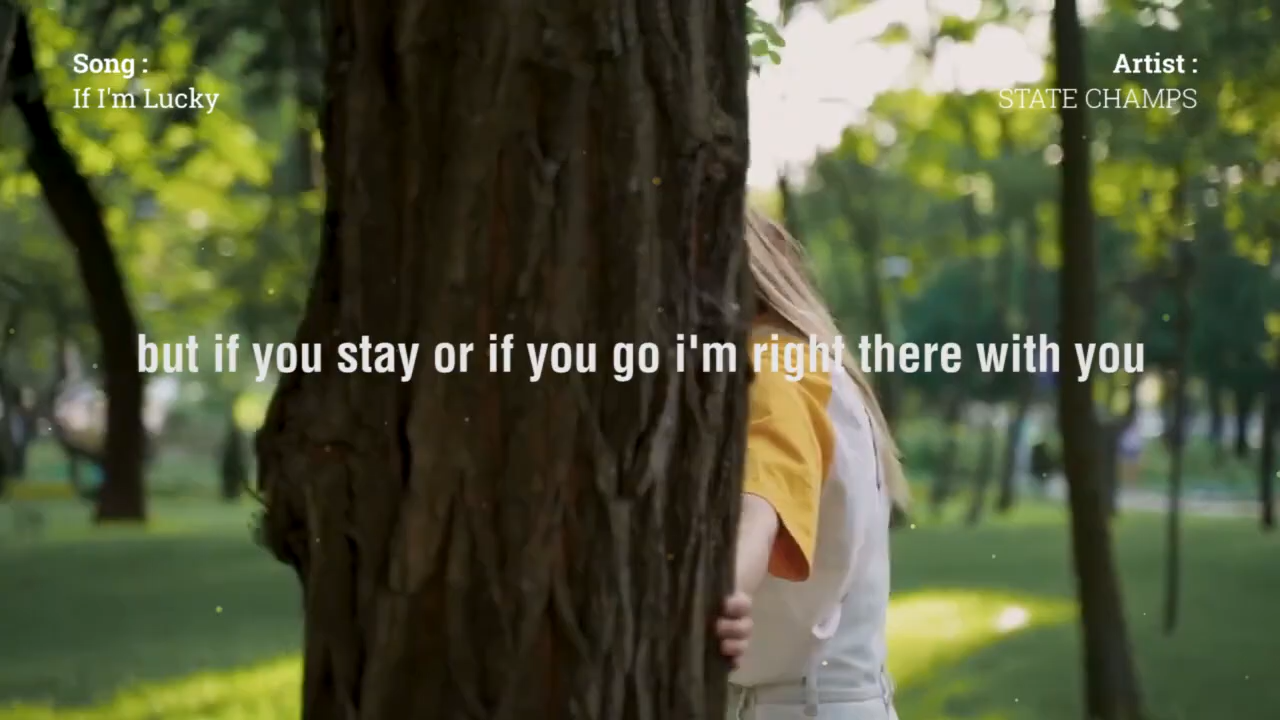 Song :
If I'm Lucky
Artist :
STATE CHAMPS
but if you stay or if you go i'm right there with you